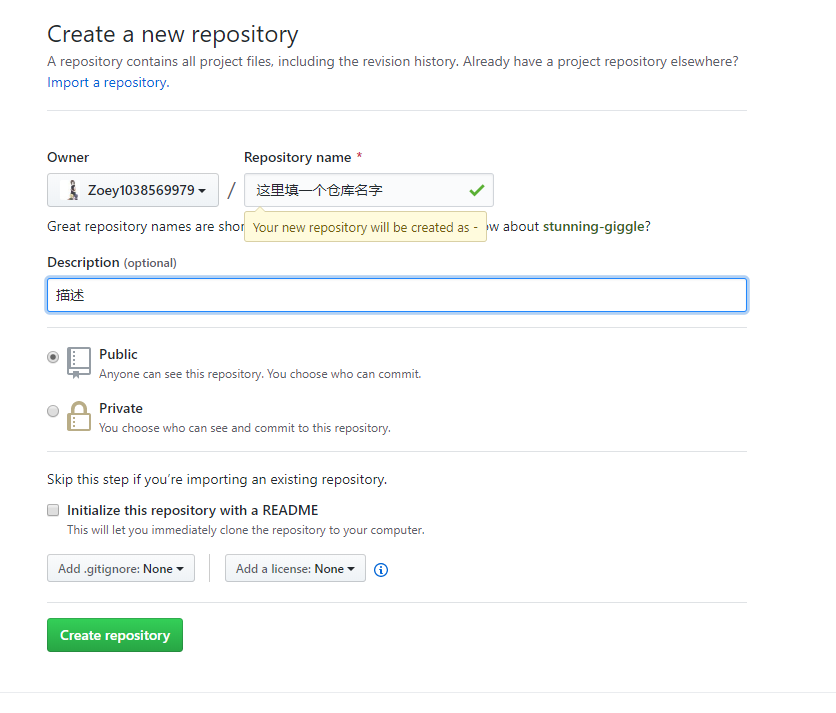 Create a new repository
A repository contains all project files, including the revision history. Already have a project repository elsewhere?
Import a repository.
Owner
Repository name *
Zoey1038569979
/
这里填一个仓库名字
Great repository names are
Your new repository will be created as -
about stunning-giggle?
Description (optional)
描述
Public
Anyone can see this repository. You choose who can commit.
Private
You choose who can see and commit to this repository.
Skip this step if you’re importing an existing repository.
Initialize this repository with a README
This will let you immediately clone the repository to your computer.
Add .gitignore: None
Add a license: None
Create repository